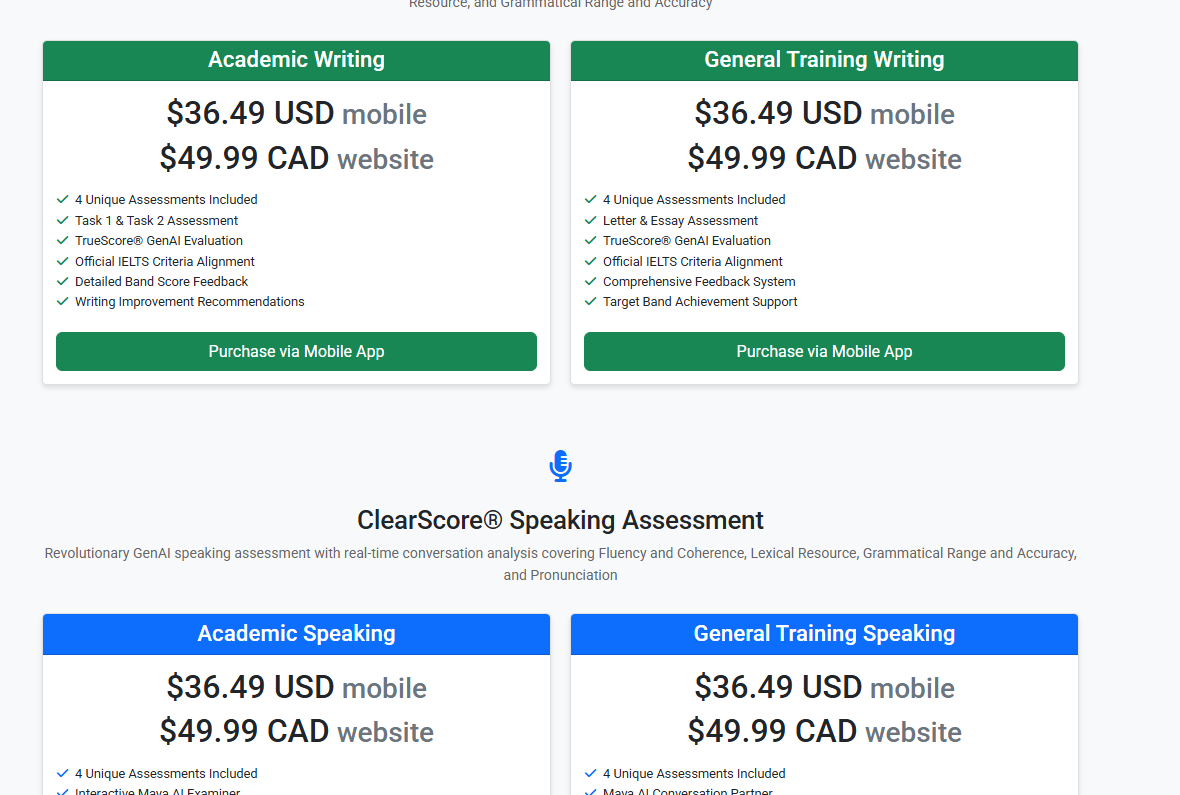 Resource, and Grammatical Range and Accuracy
Academic Writing
$36.49 USD mobile
$49.99 CAD website
4 Unique Assessments Included
Task 1 & Task 2 Assessment
TrueScore® GenAI Evaluation
Official IELTS Criteria Alignment
Detailed Band Score Feedback
Writing Improvement Recommendations
Purchase via Mobile App
General Training Writing
$36.49 USD mobile
$49.99 CAD website
4 Unique Assessments Included
Letter & Essay Assessment
TrueScore® GenAI Evaluation
Official IELTS Criteria Alignment
Comprehensive Feedback System
Target Band Achievement Support
Purchase via Mobile App
ClearScore® Speaking Assessment
Revolutionary GenAI speaking assessment with real-time conversation analysis covering Fluency and Coherence, Lexical Resource, Grammatical Range and Accuracy,
and Pronunciation
Academic Speaking
$36.49 USD mobile
$49.99 CAD website
4 Unique Assessments Included
Interactive Maya AI Examiner
General Training Speaking
$36.49 USD mobile
$49.99 CAD website
4 Unique Assessments Included
Maya AI Conversation Partner